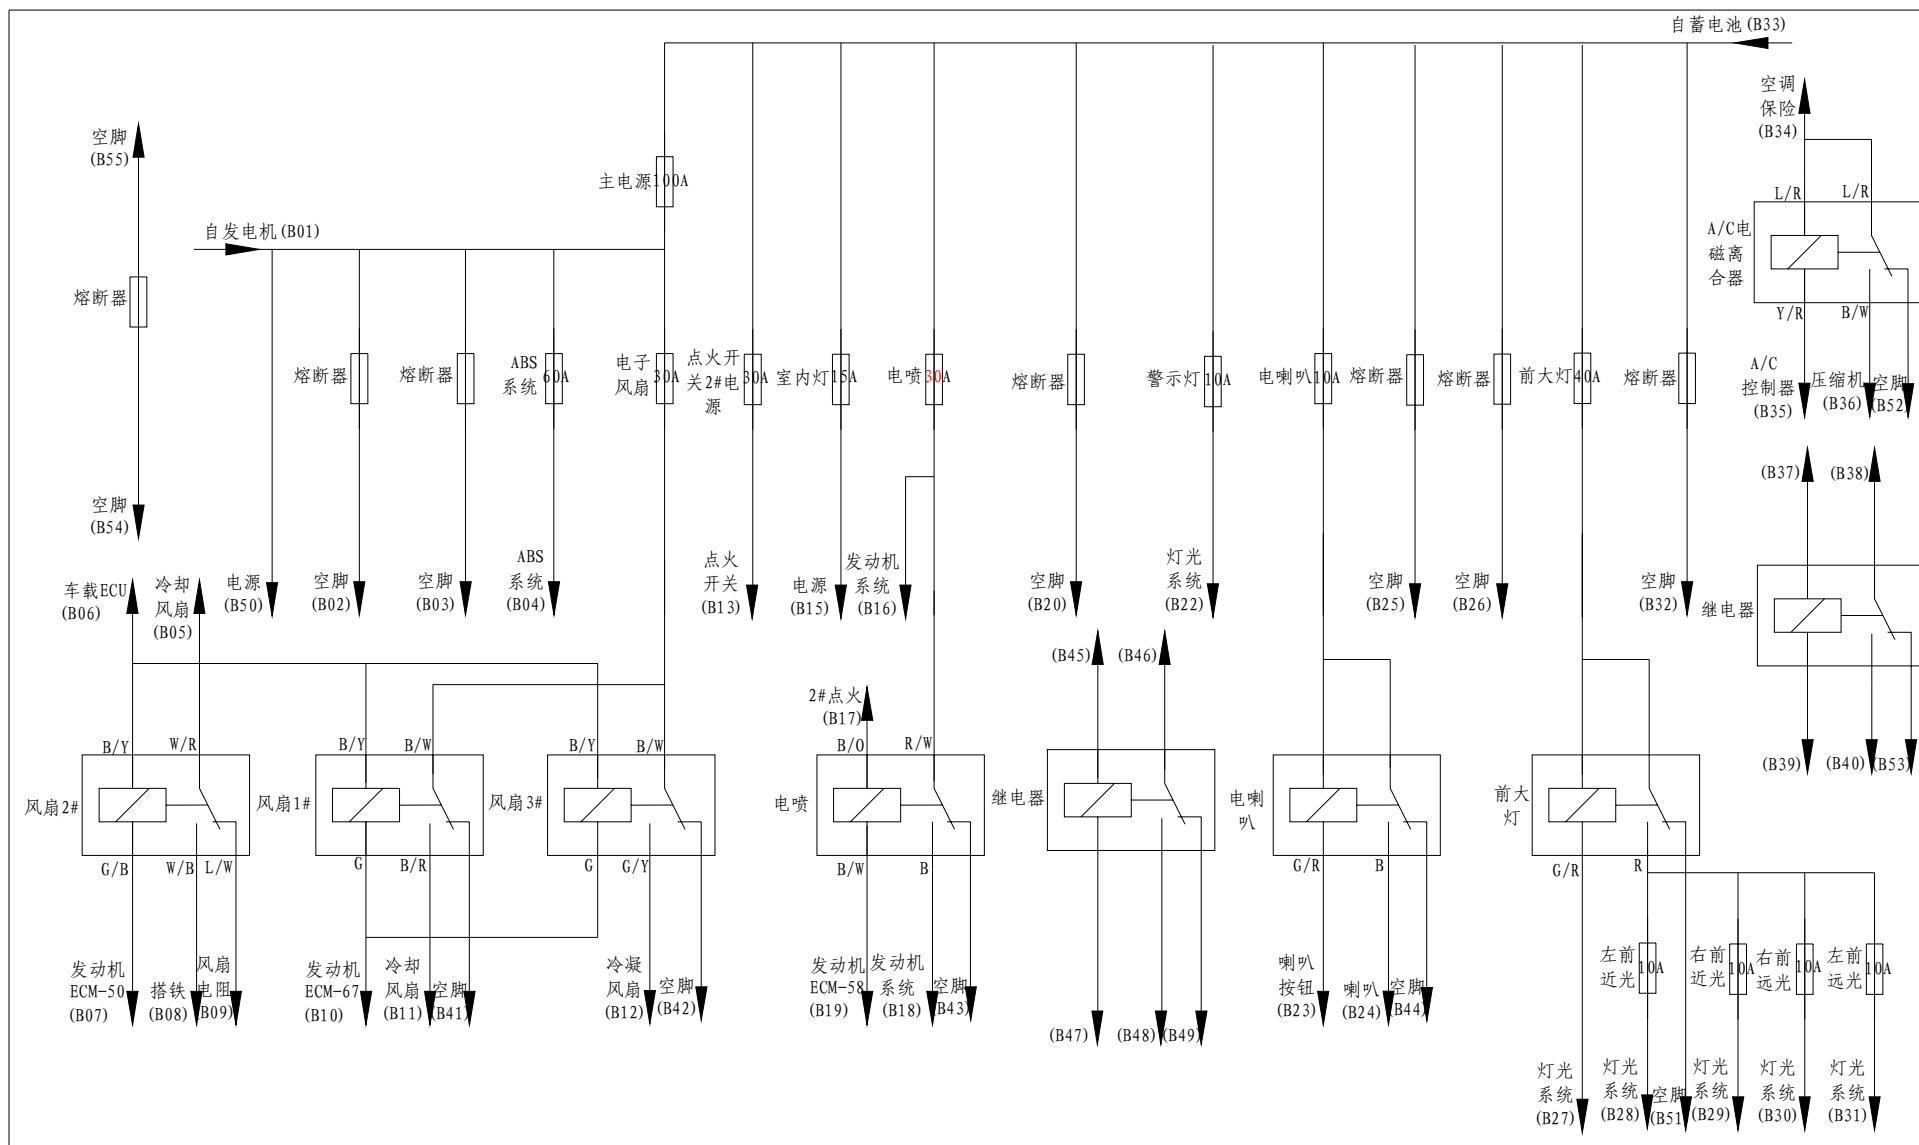 自蓄电池(B33)
空调
保险
(B34)
空脚
(B55)
主电源100A
L/R
L/R
自发电机(B01)
A/C电
磁离
合器
熔断器
Y/R
B/W
熔断器
熔断器
ABS
系统
60A
电子
风扇
30A
点火开
关2#电
源
30A
室内灯15A
电喷30A
熔断器
警示灯10A
电喇叭10A
熔断器
熔断器
前大灯40A
熔断器
A/C
控制器
(B35)
压缩机
(B36)
空脚
(B52)
(B37)
(B38)
空脚
(B54)
车载ECU
(B06)
冷却
风扇
(B05)
电源
(B50)
空脚
(B02)
空脚
(B03)
ABS
系统
(B04)
点火
开关
(B13)
电源
(B15)
发动机
系统
(B16)
空脚
(B20)
灯光
系统
(B22)
空脚
(B25)
空脚
(B26)
空脚
(B32)
继电器
(B45)
(B46)
2#点火
(B17)
B/Y
W/R
B/Y
B/W
B/Y
B/W
B/O
R/W
(B39)
(B40)
(B53)
风扇2#
风扇1#
风扇3#
电喷
继电器
电喇
叭
前大
灯
G/B
W/B
L/W
G
B/R
G
G/Y
B/W
B
G/R
B
G/R
R
发动机
ECM-50
(B07)
搭铁
(B08)
风扇
电阻
(B09)
发动机
ECM-67
(B10)
冷却
风扇
(B11)
空脚
(B41)
冷凝
风扇
(B12)
空脚
(B42)
发动机
ECM-58
(B19)
发动机
系统
(B18)
空脚
(B43)
(B47)
(B48)
(B49)
喇叭
按钮
(B23)
喇叭
(B24)
空脚
(B44)
左前
近光
10A
右前
近光
10A
右前
远光
10A
左前
远光
10A
灯光
系统
(B27)
灯光
系统
(B28)
空脚
(B51)
灯光
系统
(B29)
灯光
系统
(B30)
灯光
系统
(B31)